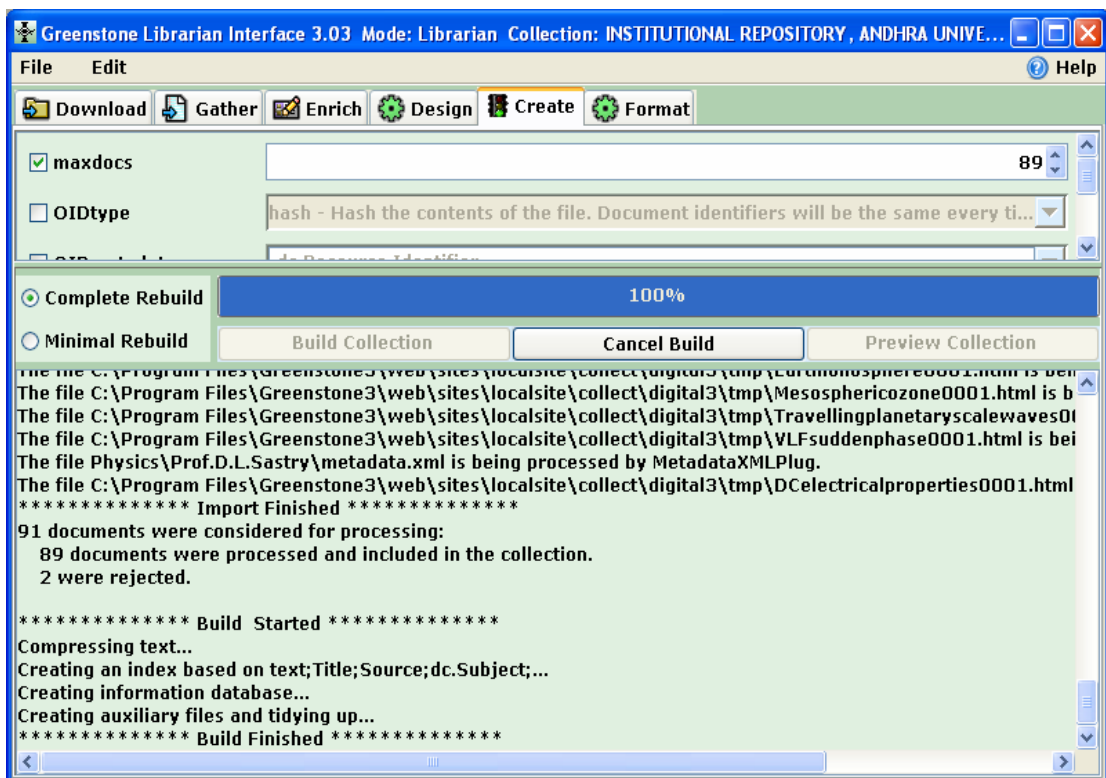 Greenstone Librarian Interface 3.03 Mode: Librarian Collection: INSTITUTIONAL REPOSITORY, ANDHRA UNIVE...
File Edit Help
Download Gather Enrich Design Create Format
maxdocs 89
OIDtype hash - Hash the contents of the file. Document identifiers will be the same every ti...
Complete Rebuild 100%
Minimal Rebuild Build Collection Cancel Build Preview Collection
The file C:\Program Files\Greenstone3\web\sites\localsite\collect\digital3\tmp\Mesosphericozone0001.html is b
The file C:\Program Files\Greenstone3\web\sites\localsite\collect\digital3\tmp\Travellingplanetaryscalewaves0
The file C:\Program Files\Greenstone3\web\sites\localsite\collect\digital3\tmp\VLFsuddenphase0001.html is bei
The file Physics\Prof.D.L.Sastry\metadata.xml is being processed by MetadataXMLPlug.
The file C:\Program Files\Greenstone3\web\sites\localsite\collect\digital3\tmp\DCelectricalproperties0001.html
************** Import Finished **************
91 documents were considered for processing:
89 documents were processed and included in the collection.
2 were rejected.
************** Build Started **************
Compressing text...
Creating an index based on text;Title;Source;dc.Subject;...
Creating information database...
Creating auxiliary files and tidying up...
************** Build Finished **************